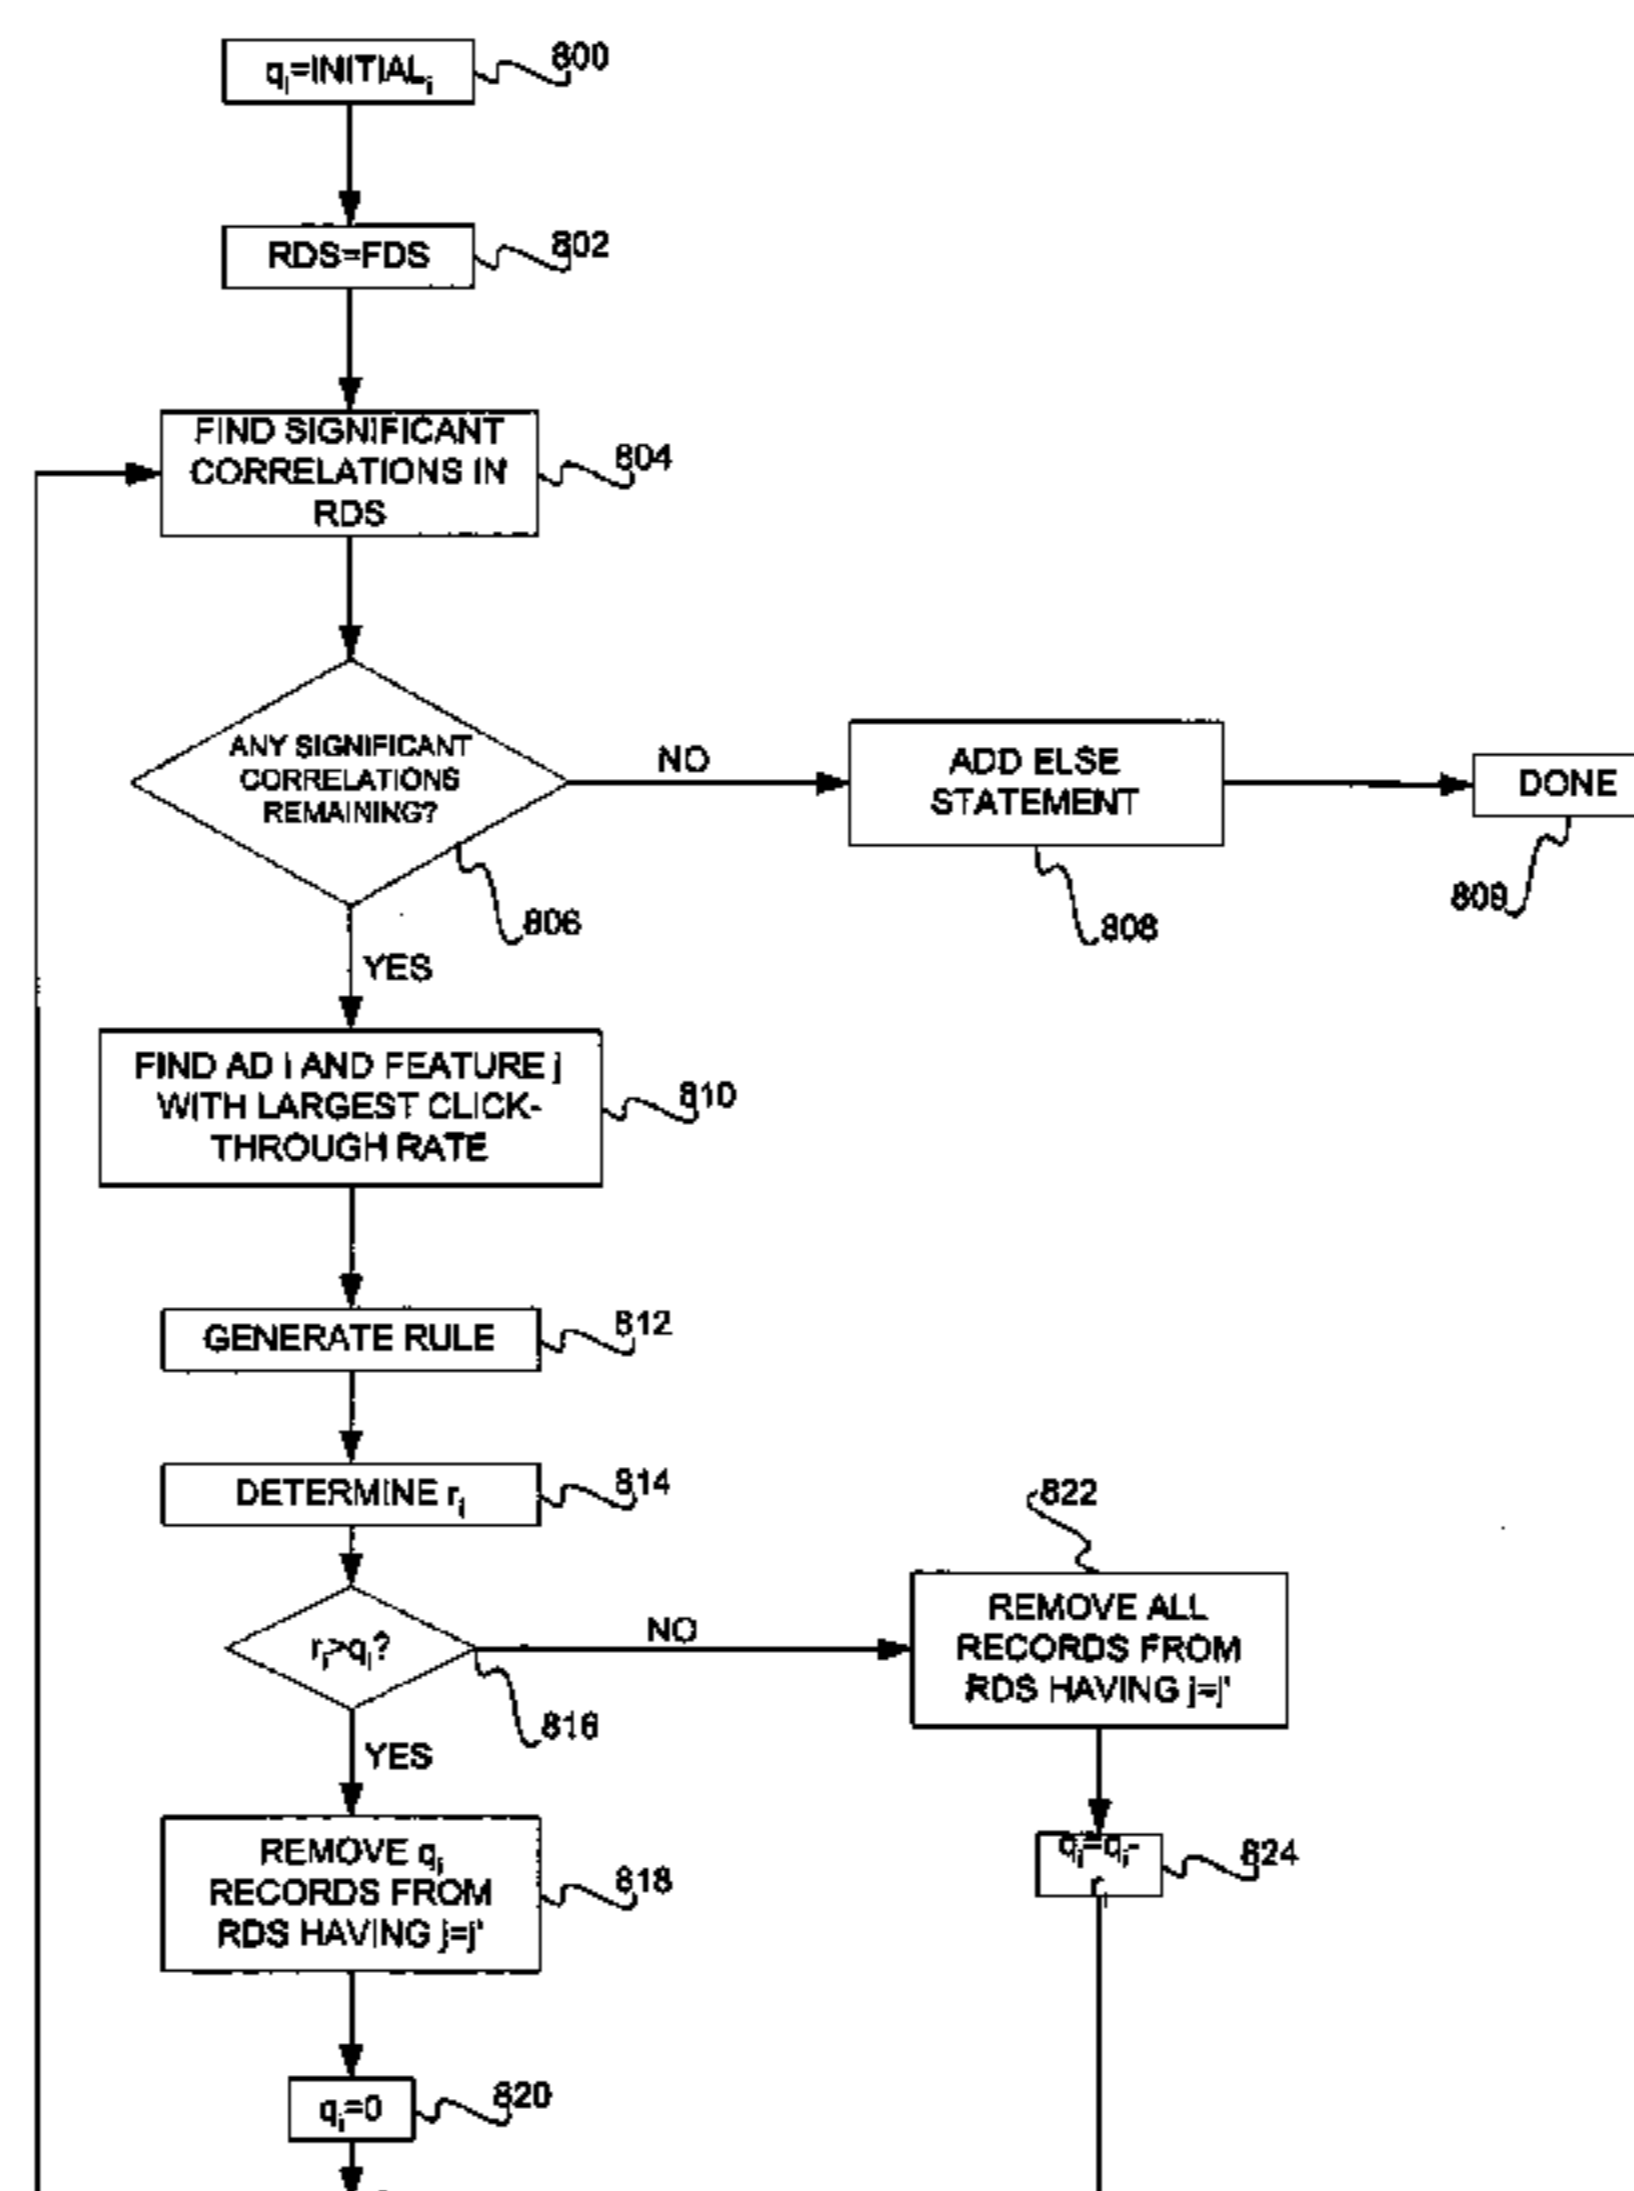 qi=INITIALi
800
RDS=FDS
802
FIND SIGNIFICANT
CORRELATIONS IN
RDS
804
ANY SIGNIFICANT
CORRELATIONS
REMAINING?
806
NO
ADD ELSE
STATEMENT
808
DONE
809
YES
FIND AD i AND FEATURE j
WITH LARGEST CLICK-
THROUGH RATE
810
GENERATE RULE
812
DETERMINE rj
814
rj>qi?
816
NO
822
REMOVE ALL
RECORDS FROM
RDS HAVING j=j'
YES
REMOVE qi
RECORDS FROM
RDS HAVING j=j'
818
qi=qi-
rj
824
qi=0
820